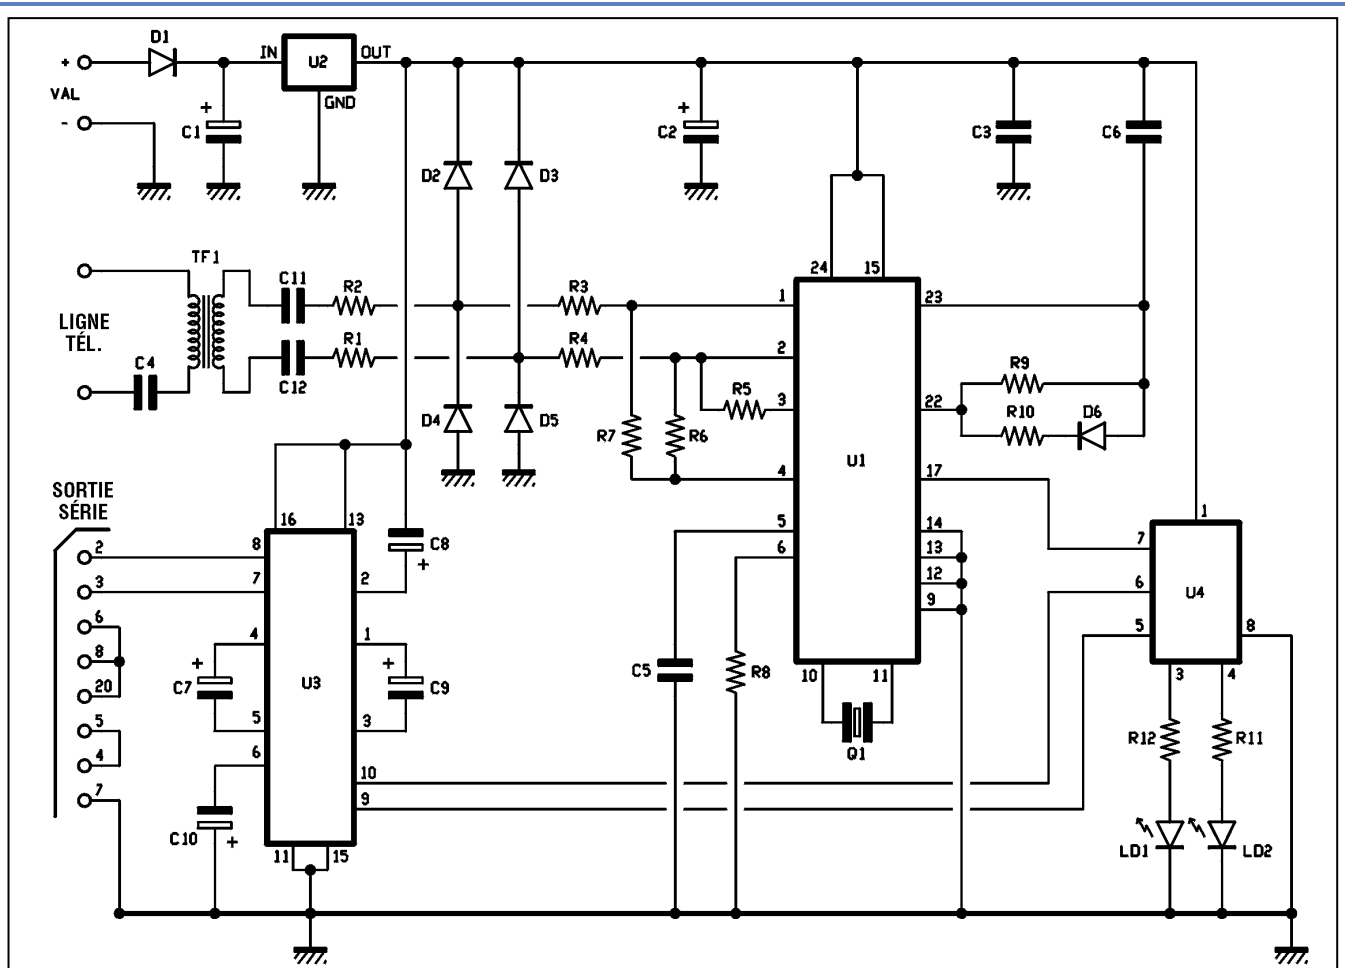 D1
IN
U2
OUT
+
VAL
-
GND
+
C1
+
C2
C3
C6
D2
D3
TF1
LIGNE
TÉL.
C4
C11
R2
C12
R1
R3
R4
R5
R7
R6
D4
D5
24
15
1
2
3
4
5
6
U1
23
22
17
14
13
12
9
10
11
Q1
R9
R10
D6
C5
R8
SORTIE
SÉRIE
2
3
6
8
20
5
4
7
16
13
8
7
4
5
6
U3
2
1
3
10
9
11
15
C8
+
+
C7
+
C9
C10
+
1
7
6
5
U4
8
3
4
R12
R11
LD1
LD2